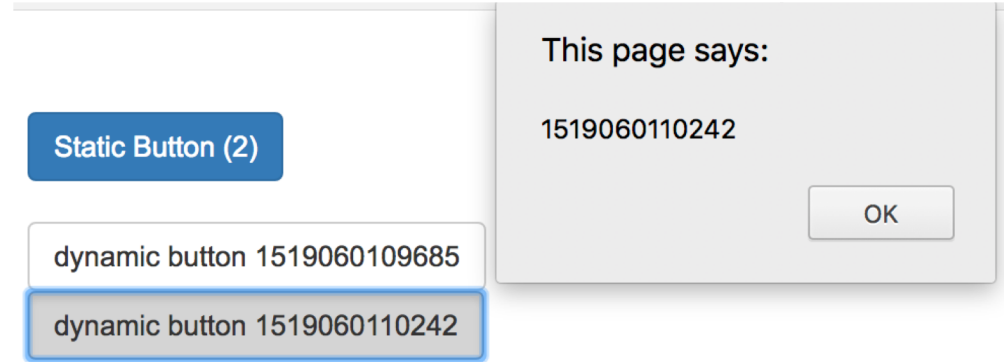 This page says:
1519060110242
OK
Static Button (2)
dynamic button 1519060109685
dynamic button 1519060110242